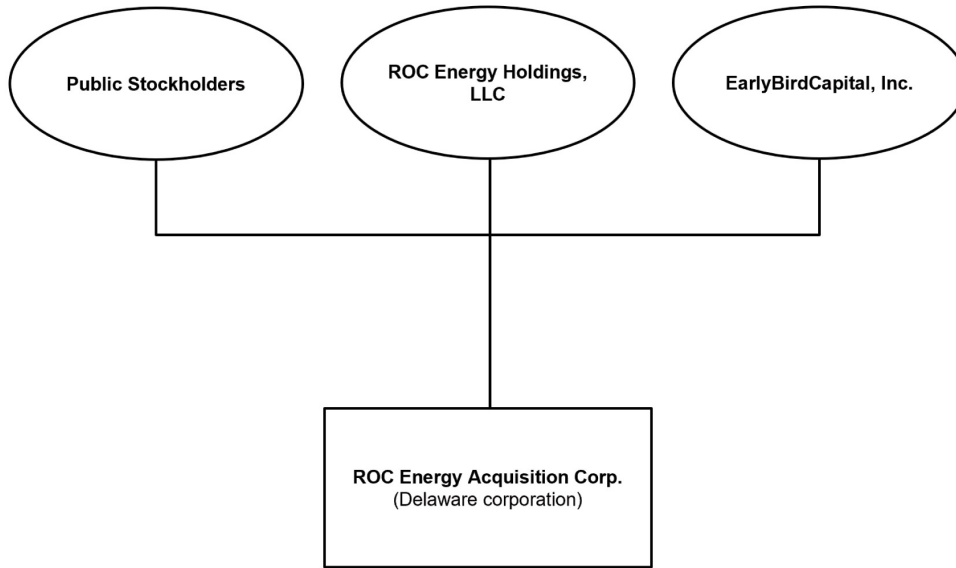 Public Stockholders
ROC Energy Holdings,
LLC
EarlyBirdCapital, Inc.
ROC Energy Acquisition Corp.
(Delaware corporation)